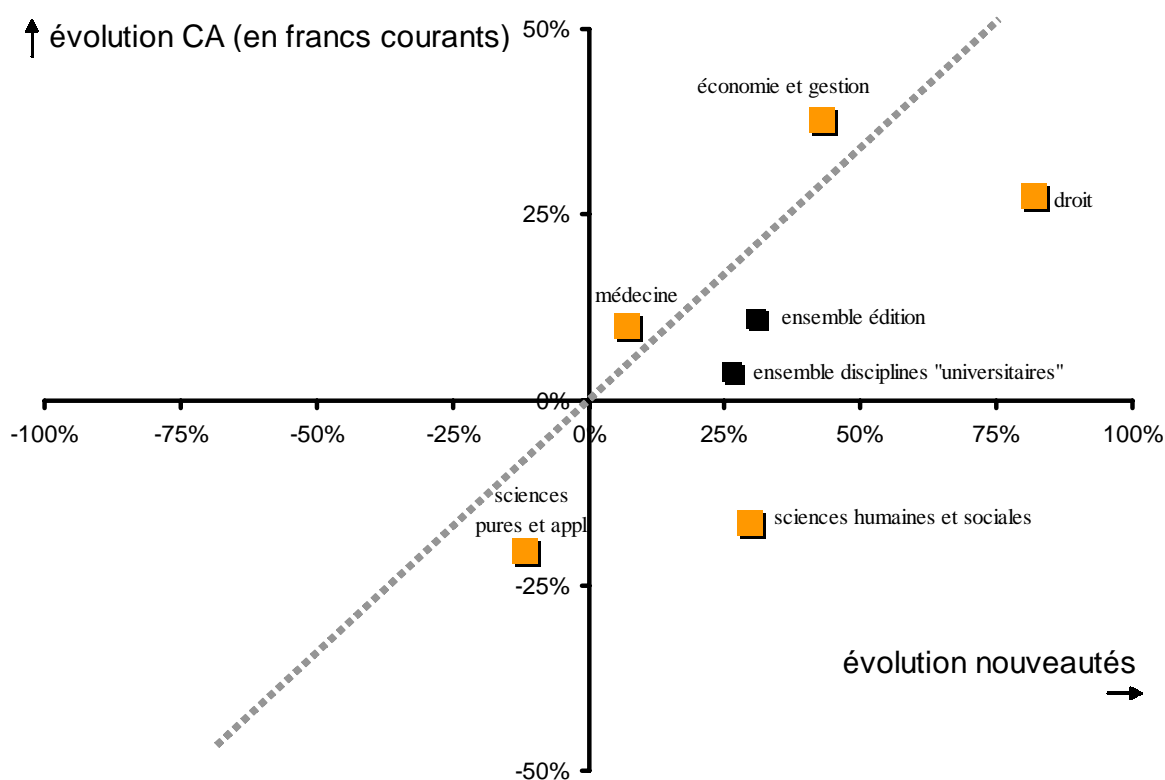 50%
évolution CA (en francs courants)
économie et gestion
25%
droit
médecine
ensemble édition
ensemble disciplines "universitaires"
0%
-100% -75% -50% -25% 0% 25% 50% 75% 100%
sciences
pures et appl
sciences humaines et sociales
-25%
évolution nouveautés
-50%